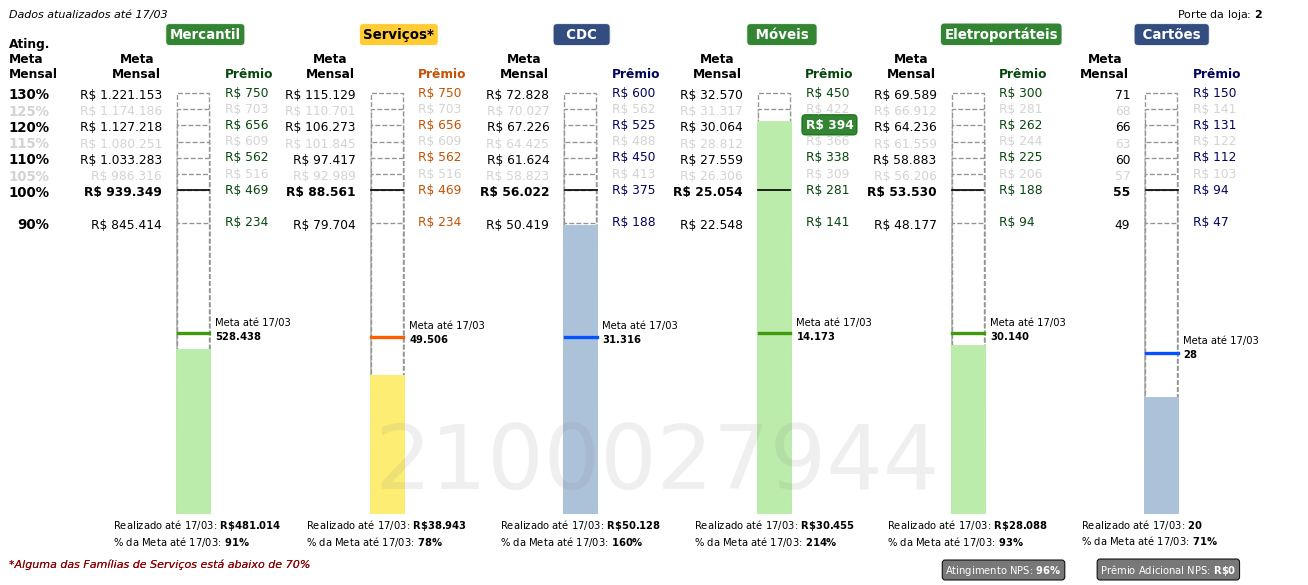 Dados atualizados até 17/03
Porte da loja: 2
Mercantil Serviços* CDC Móveis Eletroportáteis Cartões
Ating.
Meta Meta Meta Meta Meta Meta Meta
Mensal Mensal Prêmio Mensal Prêmio Mensal Prêmio Mensal Prêmio Mensal Prêmio Mensal Prêmio
130% R$ 1.221.153 R$ 750 R$ 115.129 R$ 750 R$ 72.828 R$ 600 R$ 32.570 R$ 450 R$ 69.589 R$ 300 71 R$ 150
125% R$ 1.174.186 R$ 703 R$ 110.701 R$ 703 R$ 70.027 R$ 562 R$ 31.317 R$ 422 R$ 66.912 R$ 281 68 R$ 141
120% R$ 1.127.218 R$ 656 R$ 106.273 R$ 656 R$ 67.226 R$ 525 R$ 30.064 R$ 394 R$ 64.236 R$ 262 66 R$ 131
115% R$ 1.080.251 R$ 609 R$ 101.845 R$ 609 R$ 64.425 R$ 488 R$ 28.812 R$ 366 R$ 61.559 R$ 244 63 R$ 122
110% R$ 1.033.283 R$ 562 R$ 97.417 R$ 562 R$ 61.624 R$ 450 R$ 27.559 R$ 338 R$ 58.883 R$ 225 60 R$ 112
105% R$ 986.316 R$ 516 R$ 92.989 R$ 516 R$ 58.823 R$ 413 R$ 26.306 R$ 309 R$ 56.206 R$ 206 57 R$ 103
100% R$ 939.349 R$ 469 R$ 88.561 R$ 469 R$ 56.022 R$ 375 R$ 25.054 R$ 281 R$ 53.530 R$ 188 55 R$ 94
90% R$ 845.414 R$ 234 R$ 79.704 R$ 234 R$ 50.419 R$ 188 R$ 22.548 R$ 141 R$ 48.177 R$ 94 49 R$ 47
Meta até 17/03 Meta até 17/03 Meta até 17/03 Meta até 17/03 Meta até 17/03 Meta até 17/03
528.438 49.506 31.316 14.173 30.140 28
2100027944
Realizado até 17/03: R$481.014 Realizado até 17/03: R$38.943 Realizado até 17/03: R$50.128 Realizado até 17/03: R$30.455 Realizado até 17/03: R$28.088 Realizado até 17/03: 20
% da Meta até 17/03: 91% % da Meta até 17/03: 78% % da Meta até 17/03: 160% % da Meta até 17/03: 214% % da Meta até 17/03: 93% % da Meta até 17/03: 71%
*Alguma das Famílias de Serviços está abaixo de 70%
Atingimento NPS: 96% Prêmio Adicional NPS: R$0